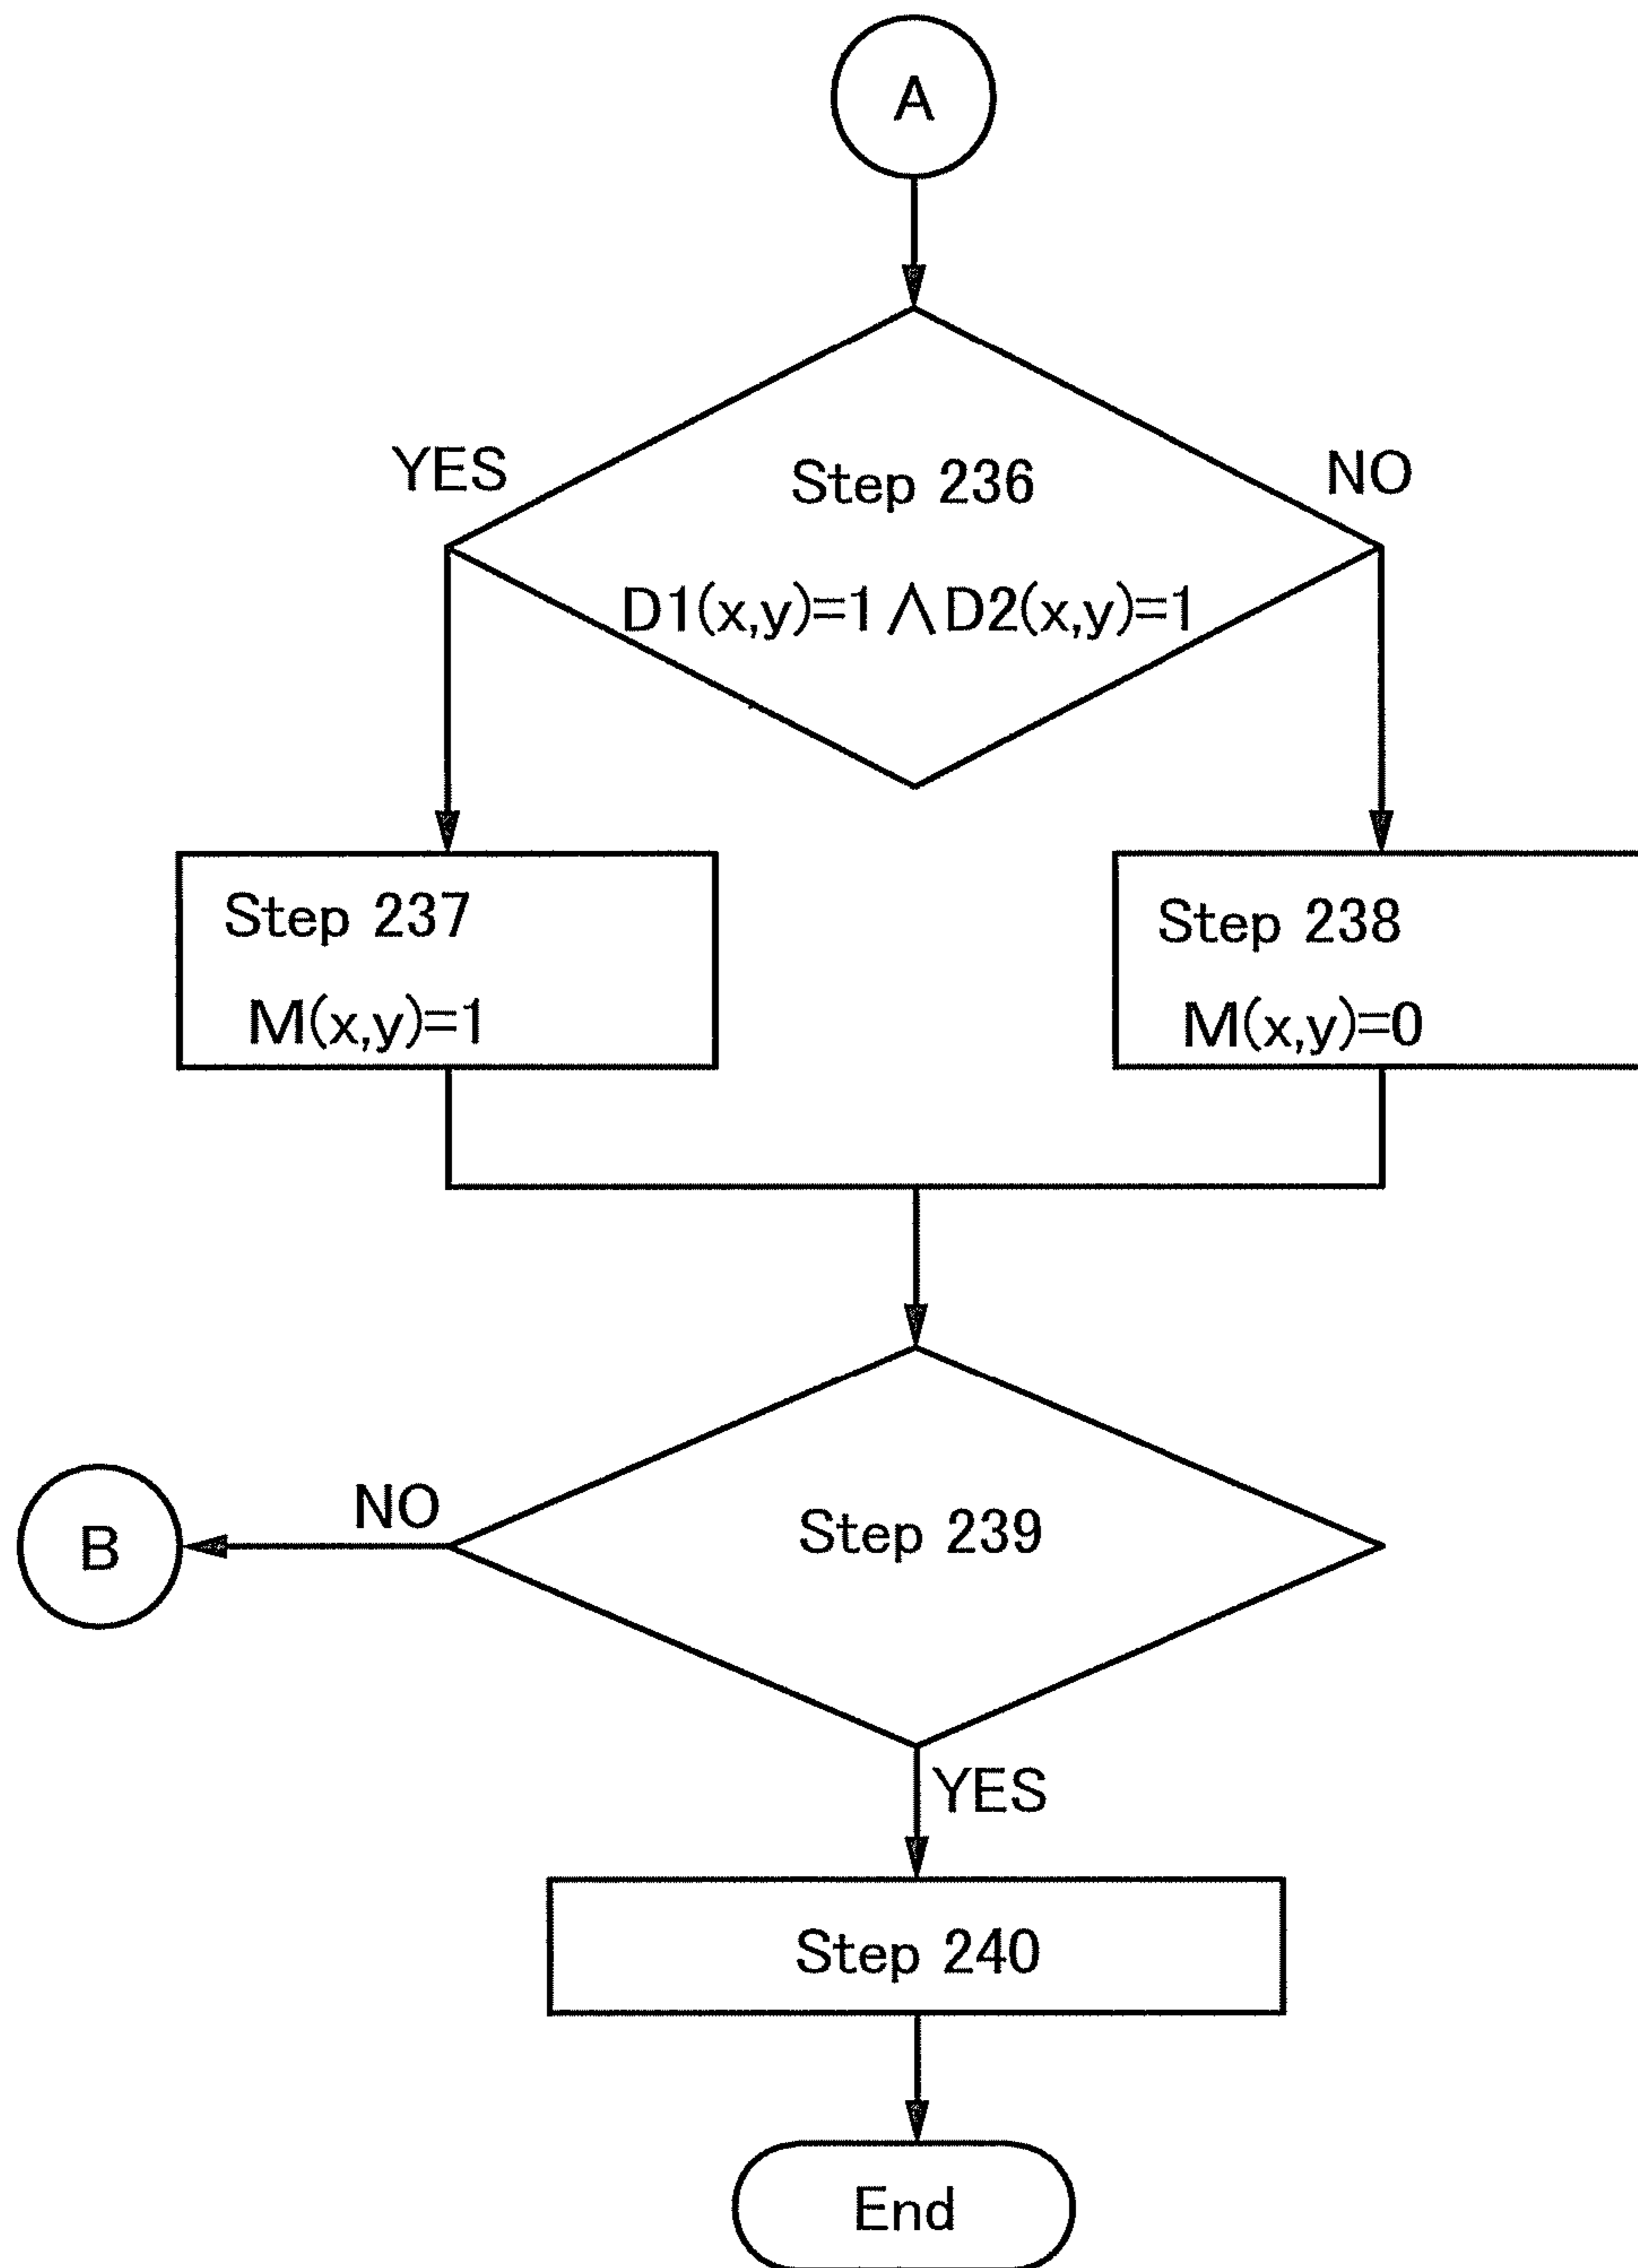 A
YES
NO
Step 236
D1(x,y)=1∧D2(x,y)=1
Step 237
M(x,y)=1
Step 238
M(x,y)=0
NO
B
Step 239
YES
Step 240
End